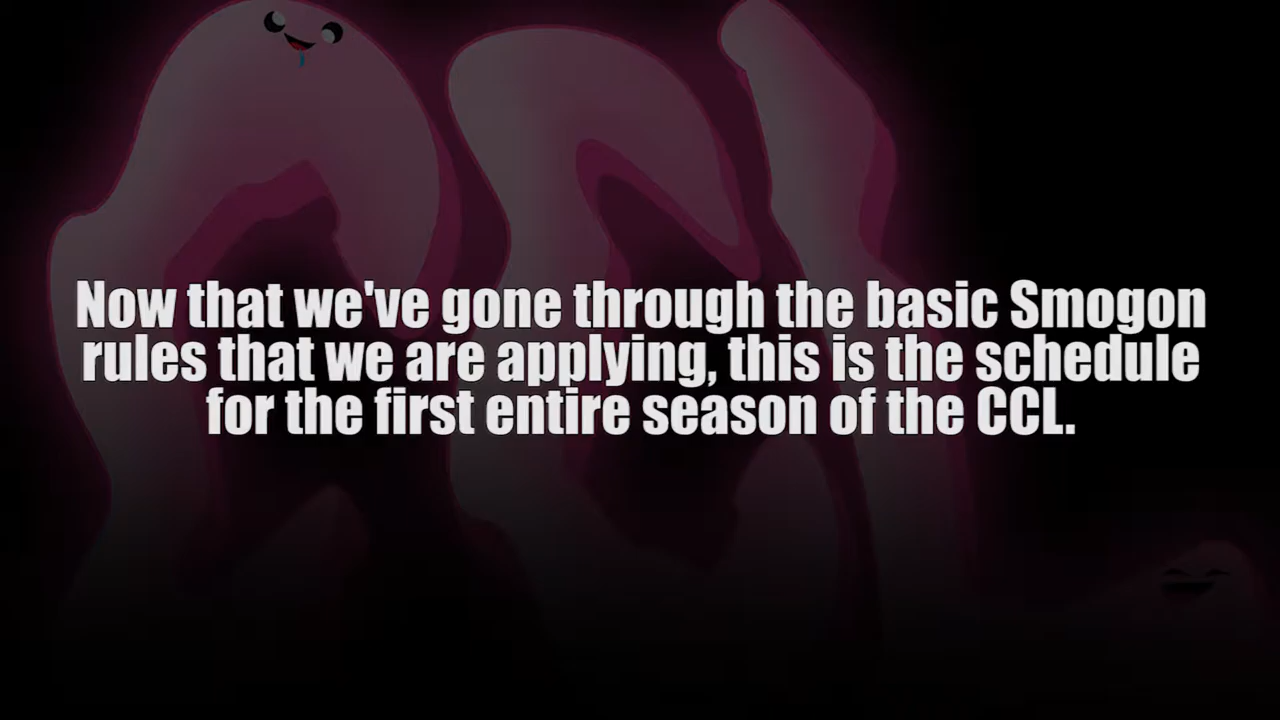 Now that we've gone through the basic Smogon
rules that we are applying, this is the schedule
for the first entire season of the CCL.